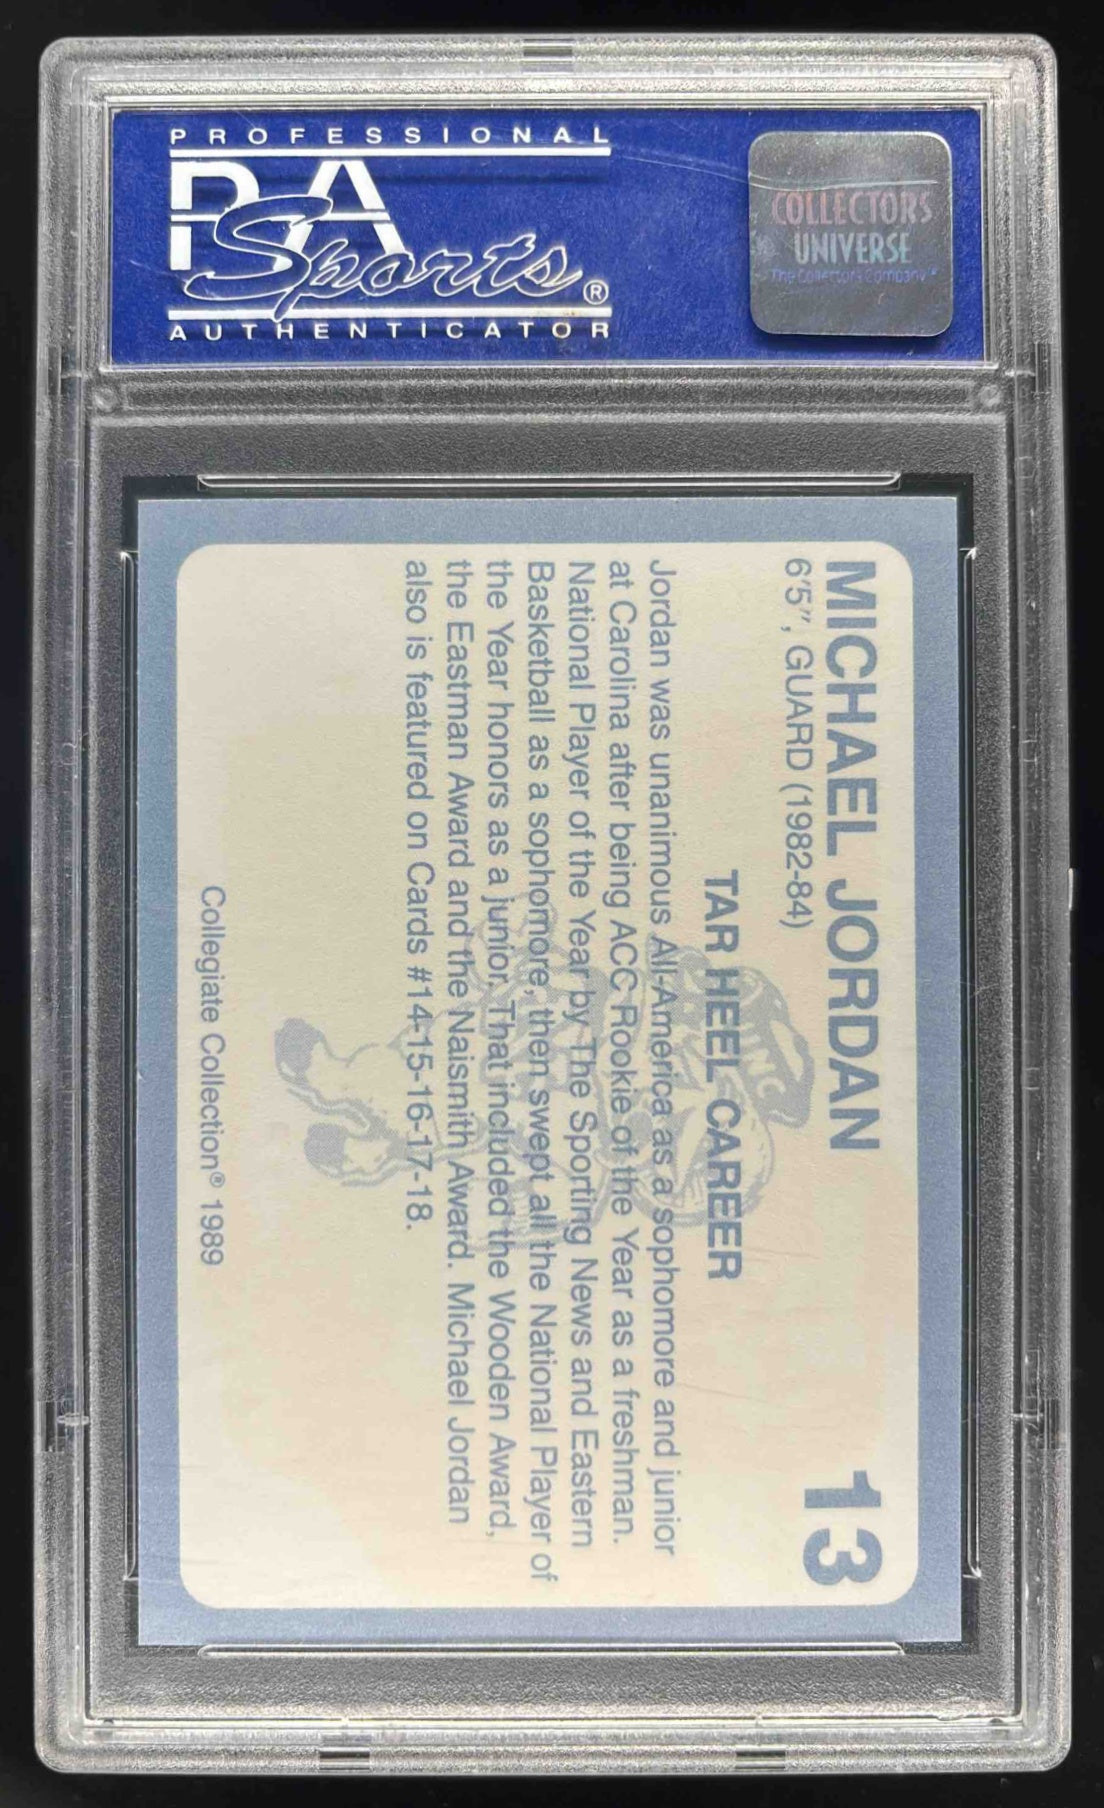 PROFESSIONAL
PSA
Sports®
AUTHENTICATOR
COLLECTORS
UNIVERSE
The Collector's Company™
MICHAEL JORDAN 13
6'5", GUARD (1982-84)
TAR HEEL CAREER
Jordan was unanimous All-America as a sophomore and junior
at Carolina after being ACC Rookie of the Year as a freshman.
National Player of the Year by The Sporting News and Eastern
Basketball as a sophomore, then swept all the National Player of
the Year honors as a junior. That included the Wooden Award,
the Eastman Award and the Naismith Award. Michael Jordan
also is featured on Cards #14-15-16-17-18.
Collegiate Collection® 1989